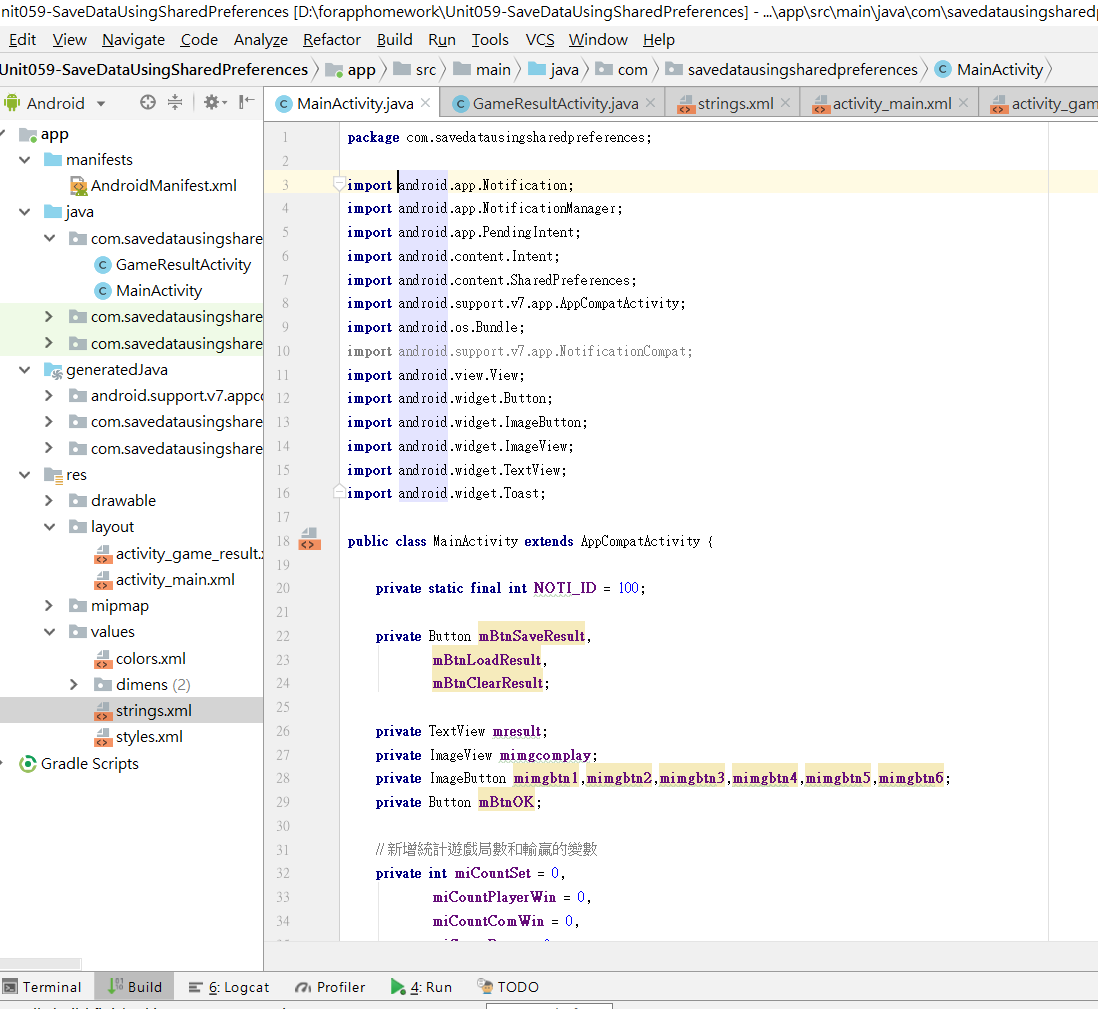 nit059-SaveDataUsingSharedPreferences [D:\forapphomework\Unit059-SaveDataUsingSharedPreferences] - ...\app\src\main\java\com\savedatausingsharedp
Edit View Navigate Code Analyze Refactor Build Run Tools VCS Window Help
Unit059-SaveDataUsingSharedPreferences app src main java com savedatausingsharedpreferences MainActivity
Android
MainActivity.java GameResultActivity.java strings.xml activity_main.xml activity_gam
app
manifests
AndroidManifest.xml
java
com.savedatausingshare
GameResultActivity
MainActivity
com.savedatausingshare
com.savedatausingshare
generatedJava
android.support.v7.appco
com.savedatausingshare
com.savedatausingshare
res
drawable
layout
activity_game_result.x
activity_main.xml
mipmap
values
colors.xml
dimens (2)
strings.xml
styles.xml
Gradle Scripts
1 package com.savedatausingsharedpreferences;
2
3 import android.app.Notification;
4 import android.app.NotificationManager;
5 import android.app.PendingIntent;
6 import android.content.Intent;
7 import android.content.SharedPreferences;
8 import android.support.v7.app.AppCompatActivity;
9 import android.os.Bundle;
10 import android.support.v7.app.NotificationCompat;
11 import android.view.View;
12 import android.widget.Button;
13 import android.widget.ImageButton;
14 import android.widget.ImageView;
15 import android.widget.TextView;
16 import android.widget.Toast;
17
18 public class MainActivity extends AppCompatActivity {
19
20 private static final int NOTI_ID = 100;
21
22 private Button mBtnSaveResult,
23 mBtnLoadResult,
24 mBtnClearResult;
25
26 private TextView mresult;
27 private ImageView mimgcomplay;
28 private ImageButton mimgbtn1,mimgbtn2,mimgbtn3,mimgbtn4,mimgbtn5,mimgbtn6;
29 private Button mBtnOK;
30
31 //新增統計遊戲局數和輸贏的變數
32 private int miCountSet = 0,
33 miCountPlayerWin = 0,
34 miCountComWin = 0,
Terminal Build 6: Logcat Profiler 4: Run TODO